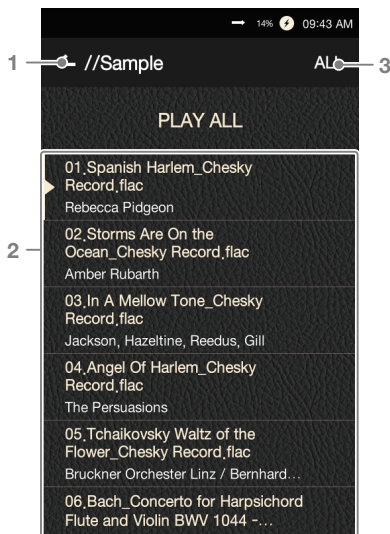 14% 09:43 AM
1
//Sample
ALL
3
PLAY ALL
2
01.Spanish Harlem_Chesky
Record.flac
Rebecca Pidgeon
02.Storms Are On the
Ocean_Chesky Record.flac
Amber Rubarth
03.In A Mellow Tone_Chesky
Record.flac
Jackson, Hazeltine, Reedus, Gill
04.Angel Of Harlem_Chesky
Record.flac
The Persuasions
05.Tchaikovsky Waltz of the
Flower_Chesky Record.flac
Bruckner Orchester Linz / Bernhard...
06.Bach_Concerto for Harpsichord
Flute and Violin BWV 1044 -...